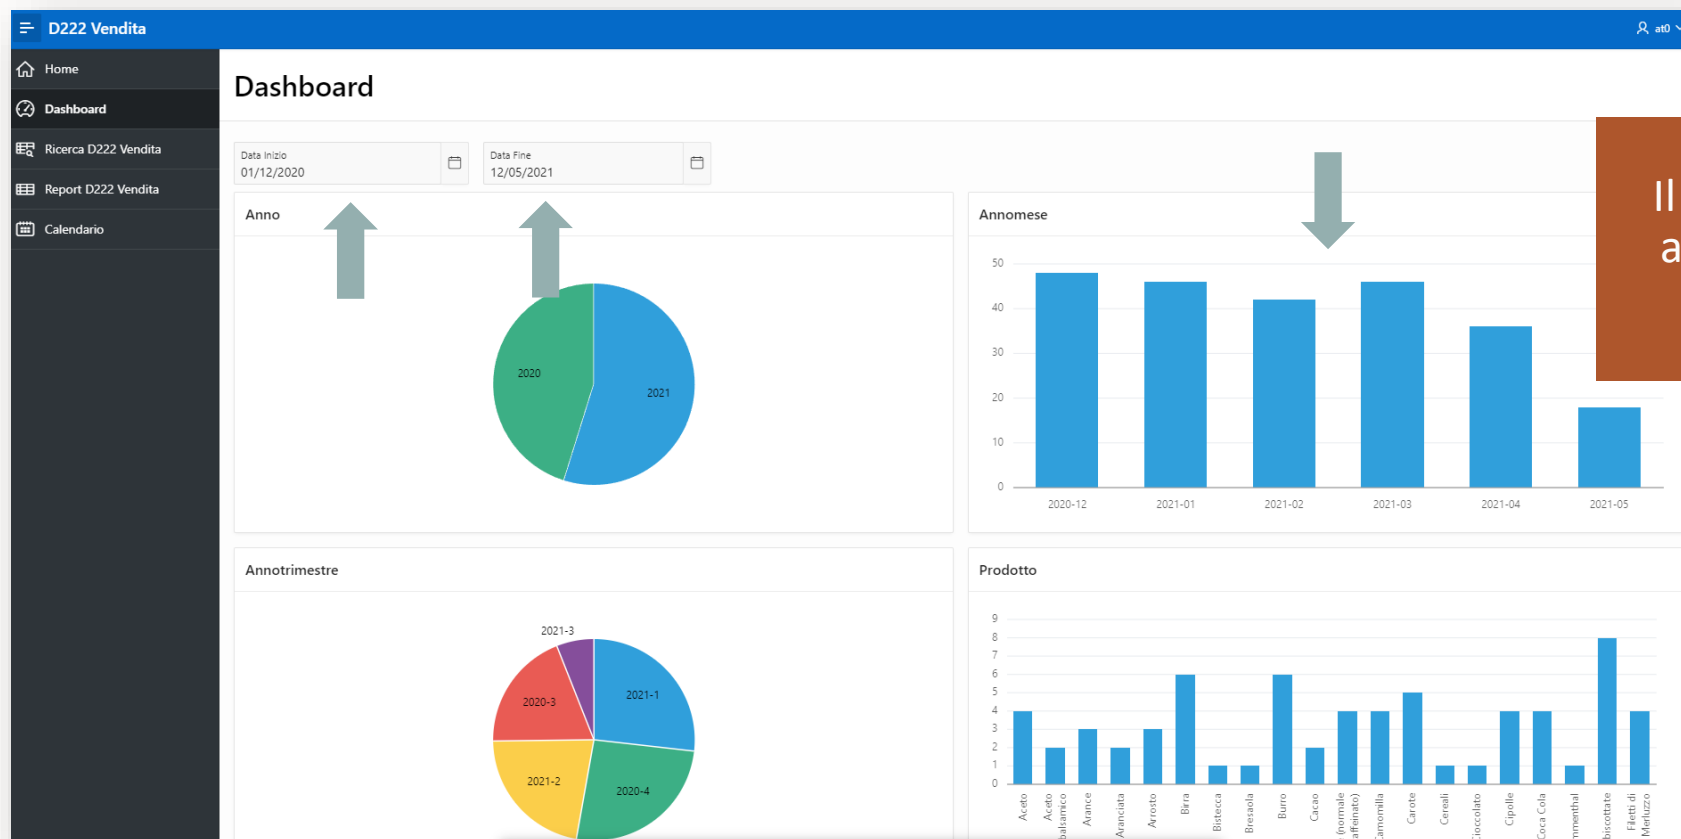 D222 Vendita
at0
Home
Dashboard
Ricerca D222 Vendita
Report D222 Vendita
Calendario
Dashboard
Data Inizio
01/12/2020
Data Fine
12/05/2021
Il
a
Anno
2020
2021
Annomese
50
40
30
20
10
0
2020-12
2021-01
2021-02
2021-03
2021-04
2021-05
Annotrimestre
2021-3
2020-3
2021-1
2021-2
2020-4
Prodotto
9
8
7
6
5
4
3
2
1
0
Aceto
Aceto
balsamico
Arance
Aranciata
Arrosto
Birra
Bistecca
Bresaola
Burro
Cacao
(normale
affeinato)
Camomilla
Carote
Cereali
Cioccolato
Cipolle
Coca Cola
mmenthal
biscottate
Filetti di
Merluzzo